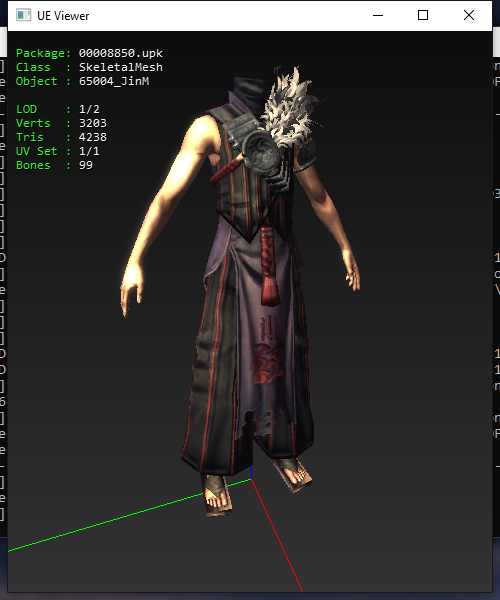 UE Viewer
Package: 00008850.upk
Class : SkeletalMesh
Object : 65004_JinM
LOD : 1/2
Verts : 3203
Tris : 4238
UV Set : 1/1
Bones : 99